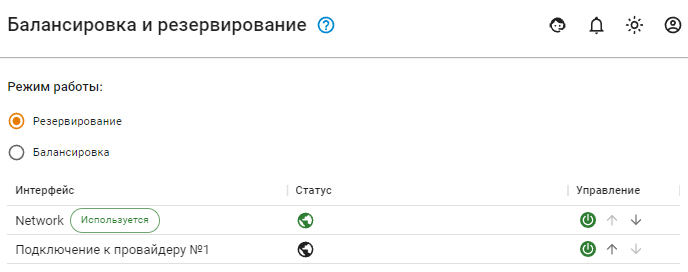 Балансировка и резервирование
Режим работы:
Резервирование
Балансировка
Интерфейс Статус Управление
Network Используется
Подключение к провайдеру №1